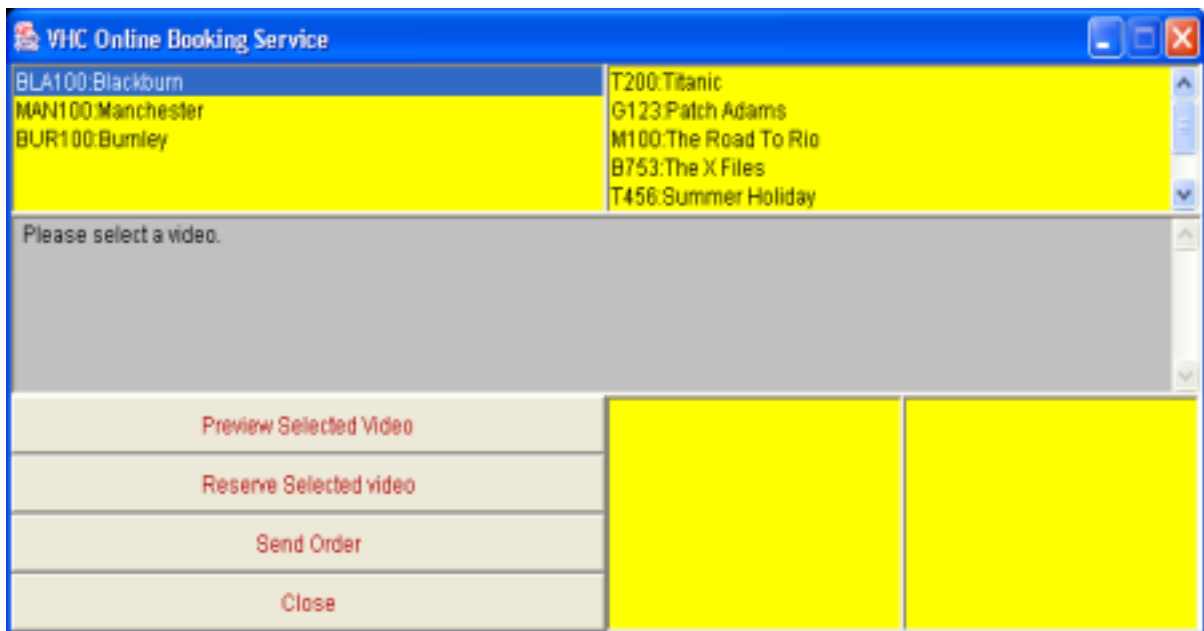 VHC Online Booking Service
BLA100:Blackburn
MAN100:Manchester
BUR100:Burnley
T200:Titanic
G123:Patch Adams
M100:The Road To Rio
B753:The X Files
T456:Summer Holiday
Please select a video.
Preview Selected Video
Reserve Selected video
Send Order
Close